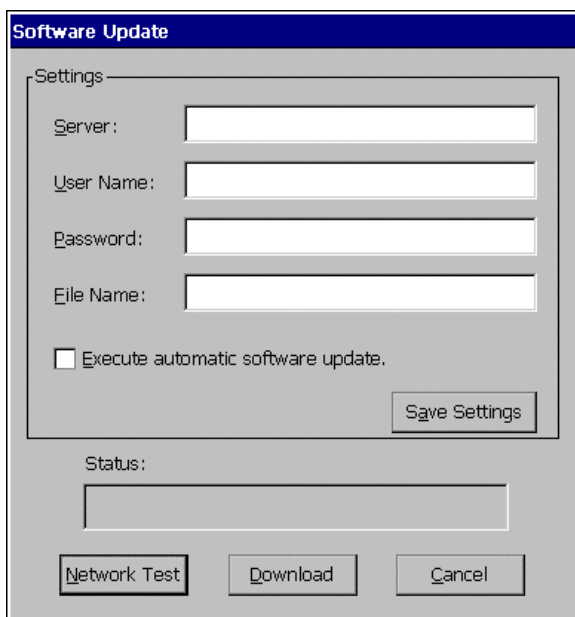 Software Update
Settings
Server:
User Name:
Password:
File Name:
Execute automatic software update.
Save Settings
Status:
Network Test Download Cancel